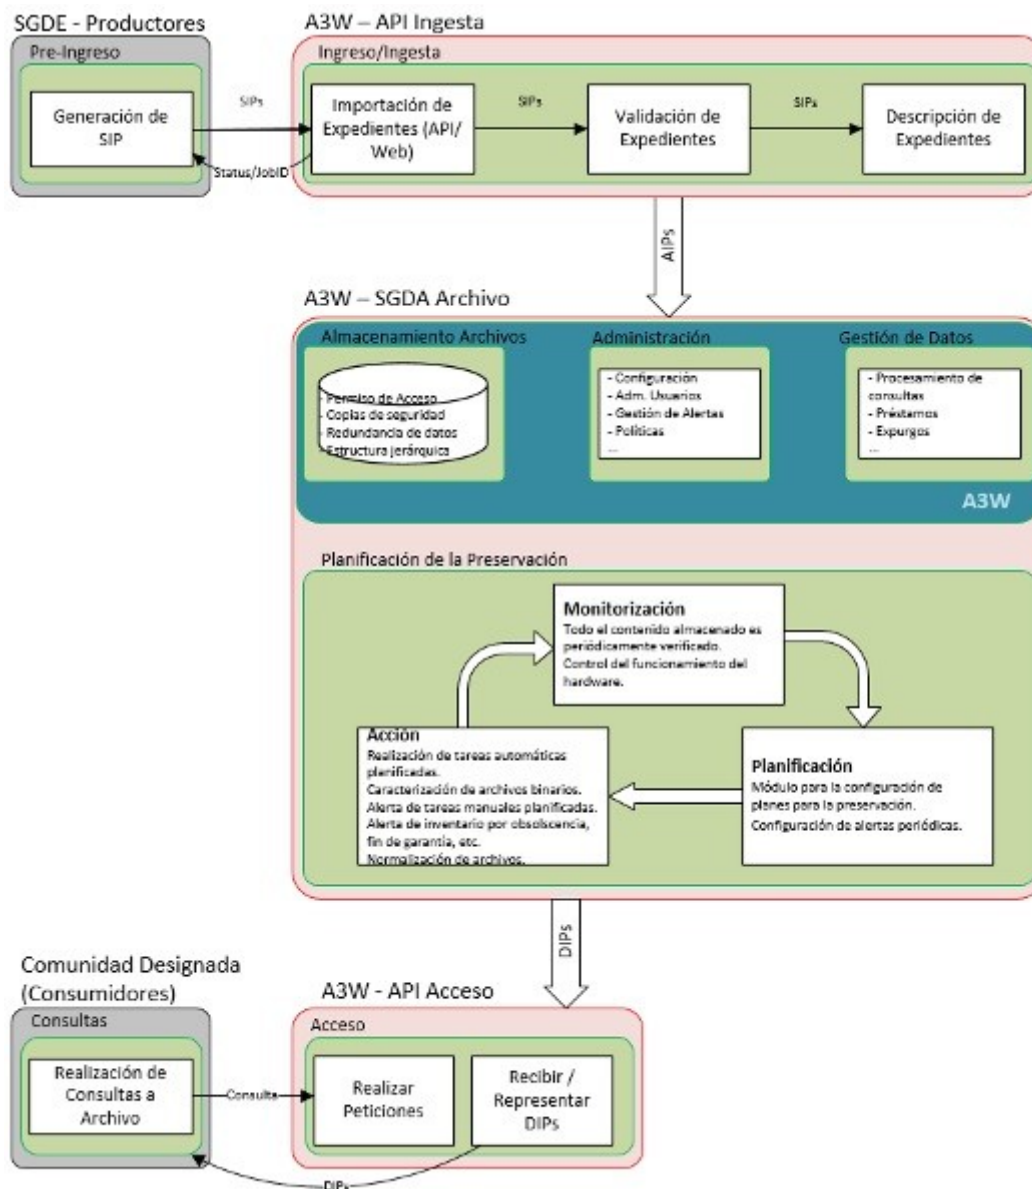 SGDE - Productores
A3W – API Ingesta
Pre-Ingreso
Ingreso/Ingesta
Generación de
SIP
SIPs
Status/JobID
Importación de
Expedientes (API/
Web)
SIPs
Validación de
Expedientes
SIPs
Descripción de
Expedientes
AIPs
A3W – SGDA Archivo
Almacenamiento Archivos
- Permiso de Acceso
- Copias de seguridad
- Redundancia de datos
- Estructura jerárquica
Administración
- Configuración
- Adm. Usuarios
- Gestión de Alertas
- Políticas
...
Gestión de Datos
- Procesamiento de
consultas
- Préstamos
- Expurgos
...
A3W
Planificación de la Preservación
Monitorización
Todo el contenido almacenado es
periódicamente verificado.
Control del funcionamiento del
hardware.
Acción
Realización de tareas automáticas
planificadas.
Caracterización de archivos binarios.
Alerta de tareas manuales planificadas.
Alerta de inventario por obsolscencia,
fin de garantía, etc.
Normalización de archivos.
Planificación
Módulo para la configuración de
planes para la preservación.
Configuración de alertas periódicas.
DIPs
Comunidad Designada
(Consumidores)
A3W - API Acceso
Consultas
Acceso
Realización de
Consultas a
Archivo
Consulta
Realizar
Peticiones
Recibir /
Representar
DIPs
DIPs